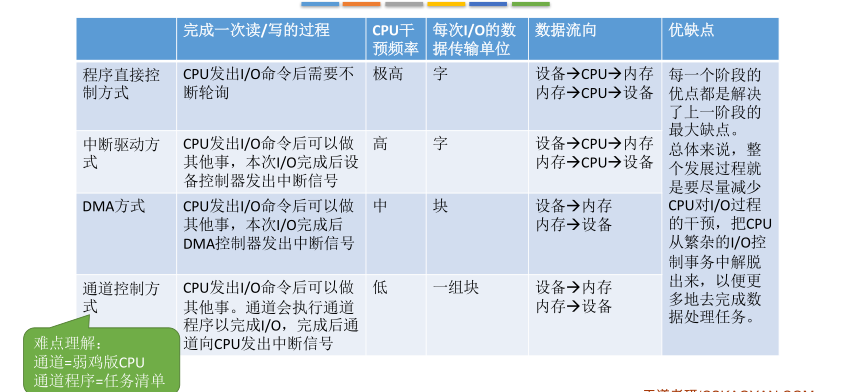 完成一次读/写的过程
CPU干
预频率
每次I/O的数
据传输单位
数据流向
优缺点
程序直接控
制方式
CPU发出I/O命令后需要不
断轮询
极高
字
设备→CPU→内存
内存→CPU→设备
中断驱动方
式
CPU发出I/O命令后可以做
其他事，本次I/O完成后设
备控制器发出中断信号
高
字
设备→CPU→内存
内存→CPU→设备
DMA方式
CPU发出I/O命令后可以做
其他事，本次I/O完成后
DMA控制器发出中断信号
中
块
设备→内存
内存→设备
通道控制方
式
CPU发出I/O命令后可以做
其他事。通道会执行通道
程序以完成I/O，完成后通
道向CPU发出中断信号
低
一组块
设备→内存
内存→设备
每一个阶段的
优点都是解决
了上一阶段的
最大缺点。
总体来说，整
个发展过程就
是要尽量减少
CPU对I/O过程
的干预，把CPU
从繁杂的I/O控
制事务中解脱
出来，以便更
多地去完成数
据处理任务。
难点理解：
通道=弱鸡版CPU
通道程序=任务清单